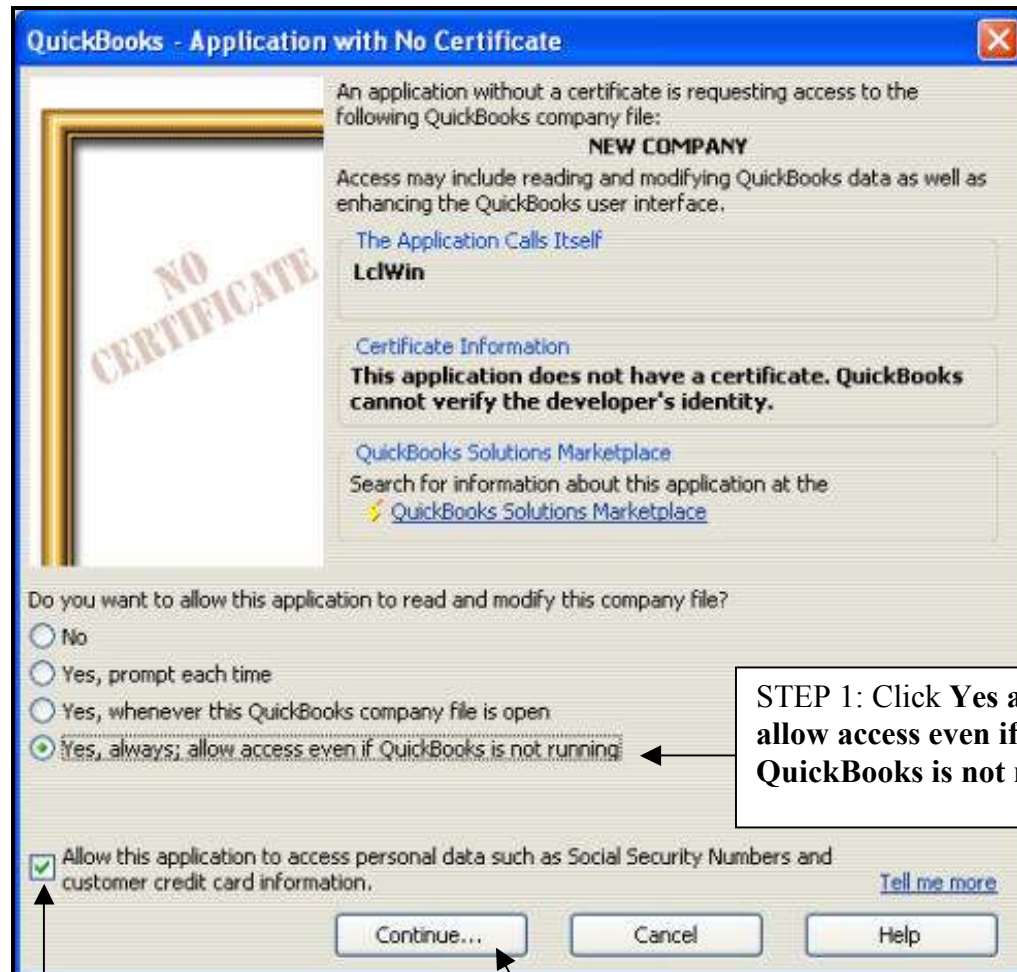 QuickBooks - Application with No Certificate
An application without a certificate is requesting access to the
following QuickBooks company file:
NEW COMPANY
Access may include reading and modifying QuickBooks data as well as
enhancing the QuickBooks user interface.
NO
CERTIFICATE
The Application Calls Itself
LclWin
Certificate Information
This application does not have a certificate. QuickBooks
cannot verify the developer's identity.
QuickBooks Solutions Marketplace
Search for information about this application at the
QuickBooks Solutions Marketplace
Do you want to allow this application to read and modify this company file?
No
Yes, prompt each time
Yes, whenever this QuickBooks company file is open
Yes, always; allow access even if QuickBooks is not running
STEP 1: Click Yes
allow access even if
QuickBooks is not
Allow this application to access personal data such as Social Security Numbers and
customer credit card information.
Tell me more
Continue...
Cancel
Help